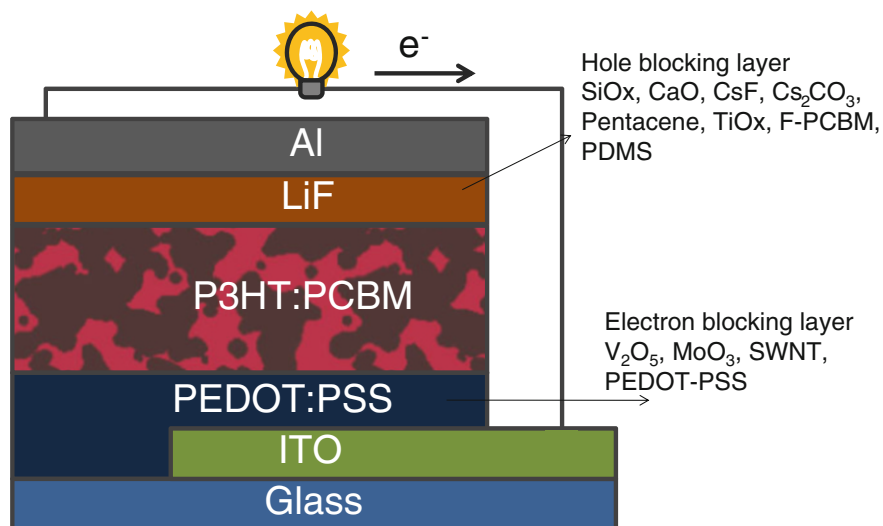 e⁻
Hole blocking layer
SiOx, CaO, CsF, Cs₂CO₃,
Pentacene, TiOx, F-PCBM,
PDMS
Al
LiF
P3HT:PCBM
Electron blocking layer
V₂O₅, MoO₃, SWNT,
PEDOT-PSS
PEDOT:PSS
ITO
Glass